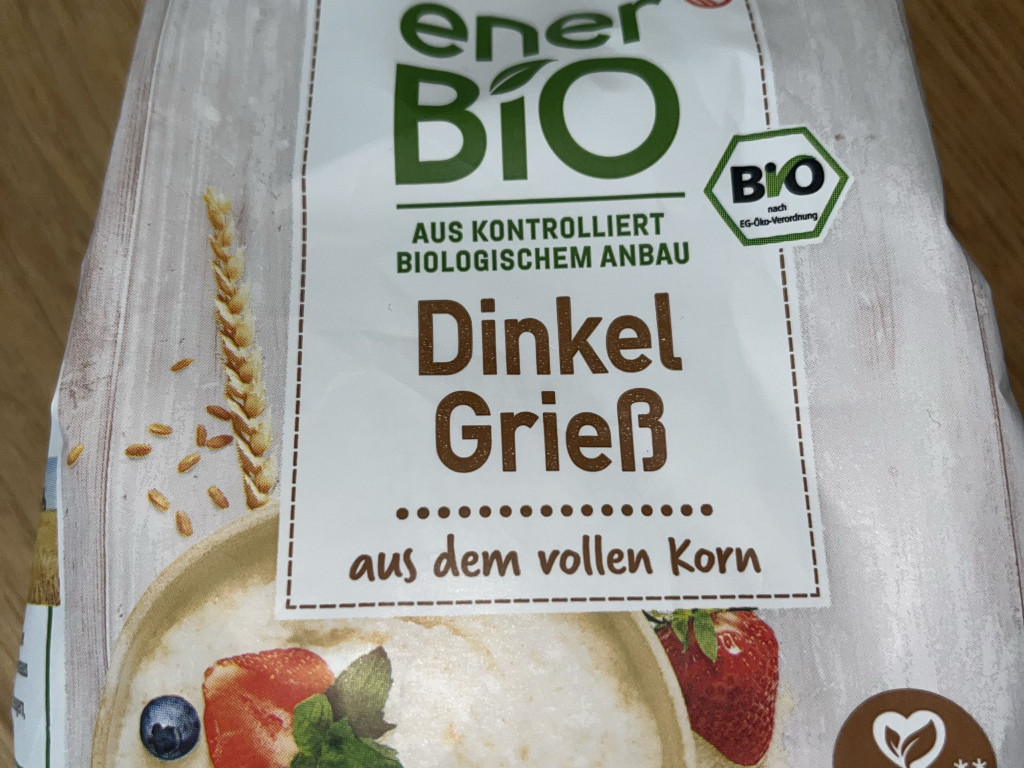 ener
BiO
AUS KONTROLLIERT
BIOLOGISCHEM ANBAU
BiO
nach
EG-Öko-Verordnung
Dinkel
Grieß
aus dem vollen Korn
**